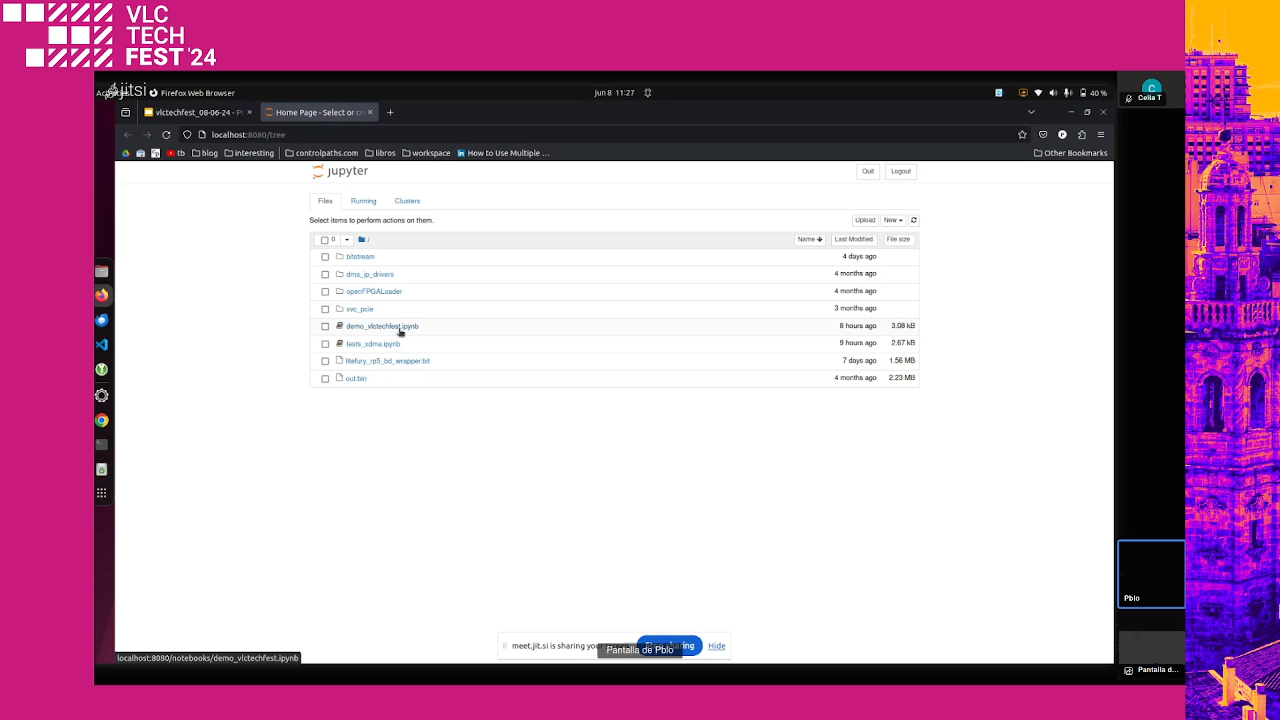 VLC
TECH
FEST '24
jitsi
Firefox Web Browser
Jun 8 11:27
40 %
Celia T
vlctechfest_08-06-24 - P
Home Page - Select or cr
localhost:8080/tree
tb
blog
interesting
controlpaths.com
libros
workspace
How to Use Multiple ...
Other Bookmarks
jupyter
Quit
Logout
Files
Running
Clusters
Select items to perform actions on them.
Upload
New
0
/
Name
Last Modified
File size
bitstream
4 days ago
dma_ip_drivers
4 months ago
openFPGALoader
4 months ago
xvc_pcie
3 months ago
demo_vlctechfest.ipynb
8 hours ago
3.08 kB
tests_xdma.ipynb
9 hours ago
2.67 kB
litefury_rp5_bd_wrapper.bit
7 days ago
1.56 MB
out.bin
4 months ago
2.23 MB
Pblo
meet.jit.si is sharing your
Hide
Pantalla de Pblo
localhost:8080/notebooks/demo_vlctechfest.ipynb
Pantalla d...